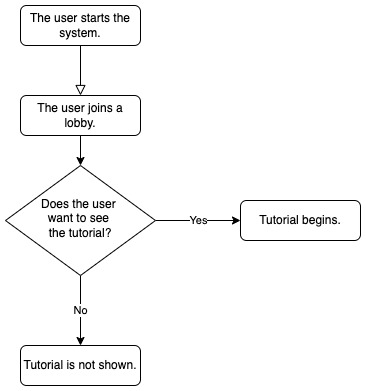 The user starts the
system.
The user joins a
lobby.
Does the user
want to see
the tutorial?
Yes
Tutorial begins.
No
Tutorial is not shown.